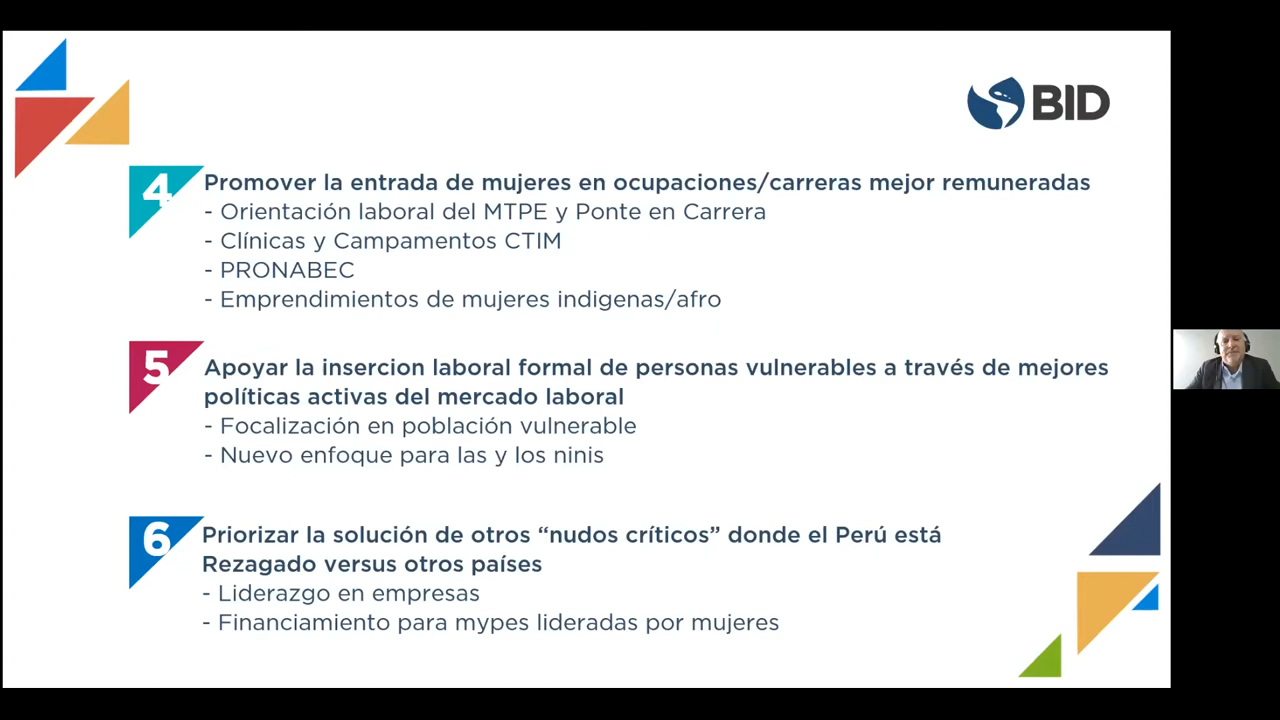 BID
4
Promover la entrada de mujeres en ocupaciones/carreras mejor remuneradas
- Orientación laboral del MTPE y Ponte en Carrera
- Clínicas y Campamentos CTIM
- PRONABEC
- Emprendimientos de mujeres indigenas/afro
5
Apoyar la insercion laboral formal de personas vulnerables a través de mejores
políticas activas del mercado laboral
- Focalización en población vulnerable
- Nuevo enfoque para las y los ninis
6
Priorizar la solución de otros “nudos críticos” donde el Perú está
Rezagado versus otros países
- Liderazgo en empresas
- Financiamiento para mypes lideradas por mujeres